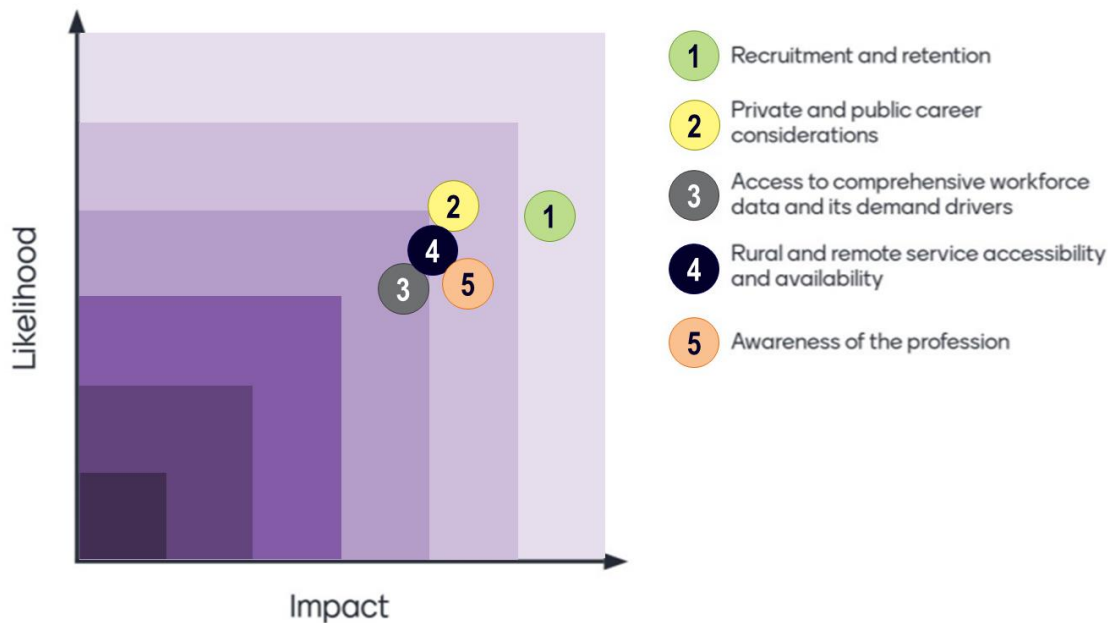 Likelihood
Impact
2
1
4
3
5
1 Recruitment and retention
2 Private and public career
considerations
3 Access to comprehensive workforce
data and its demand drivers
4 Rural and remote service accessibility
and availability
5 Awareness of the profession